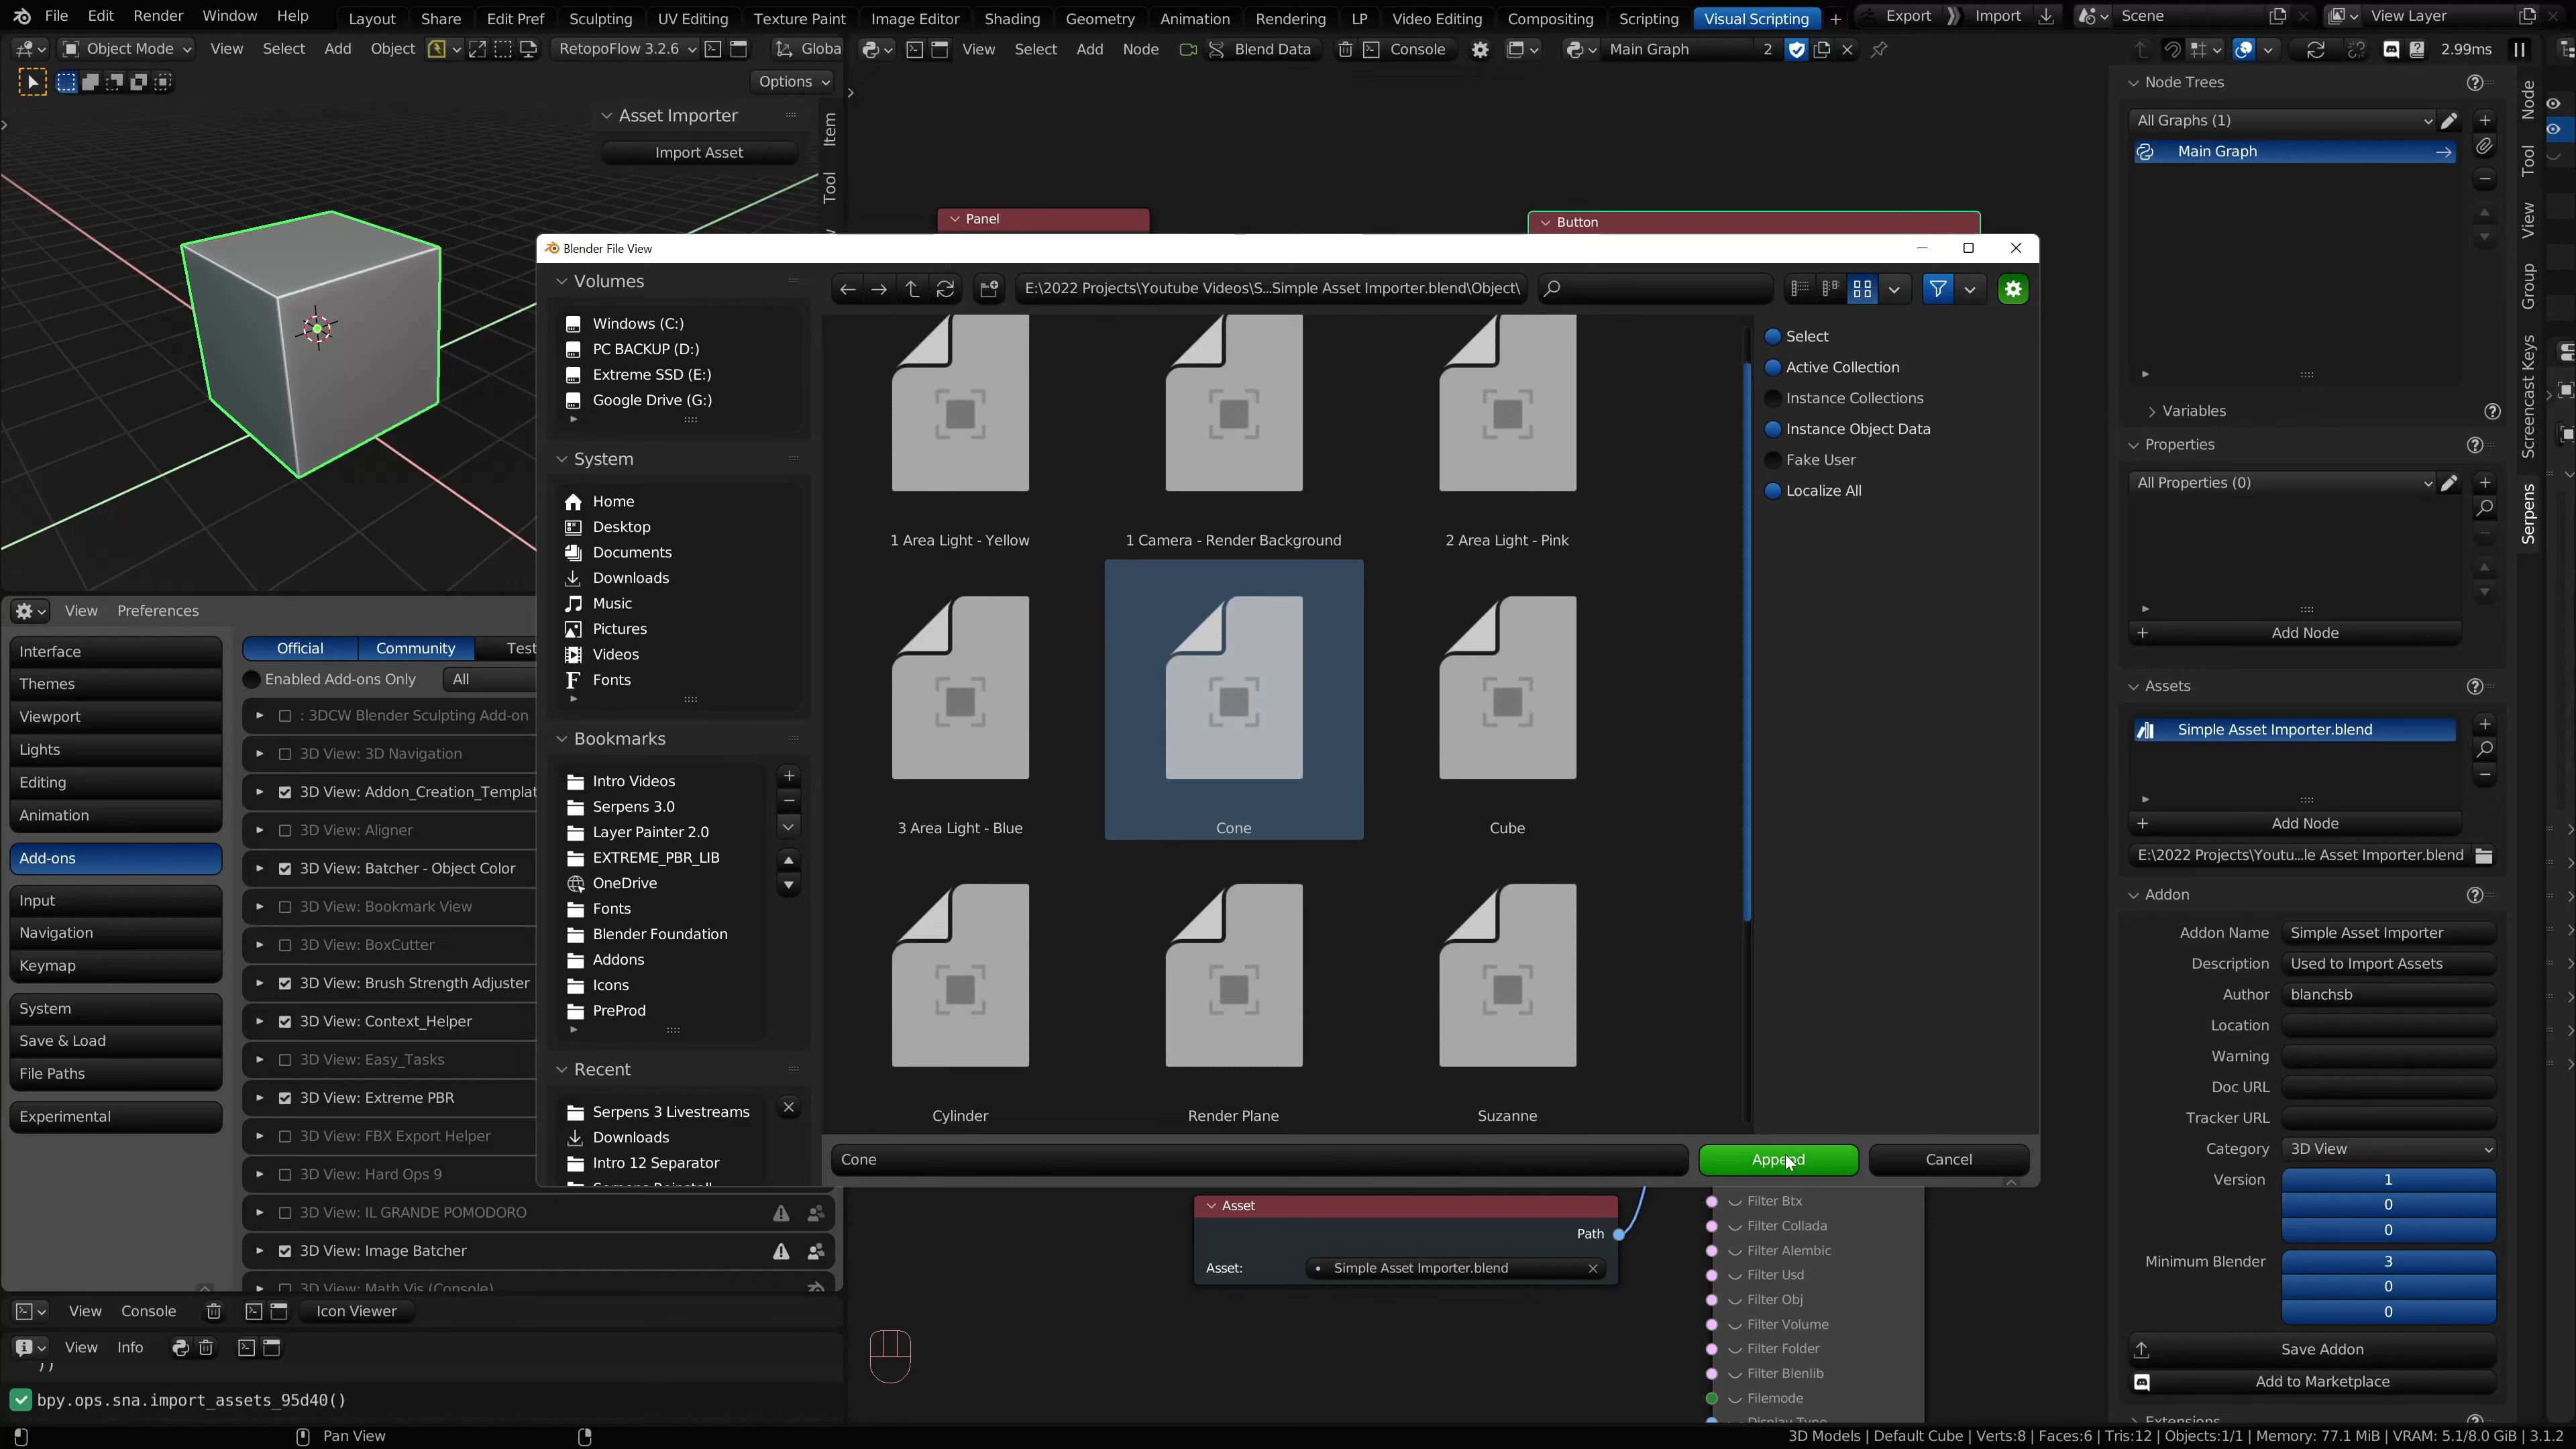 File Edit Render Window Help Layout Share Edit Pref Sculpting UV Editing Texture Paint Image Editor Shading Geometry Animation Rendering LP Video Editing Compositing Scripting Visual Scripting + Export Import Scene View Layer
Object Mode View Select Add Object RetopoFlow 3.2.6 Globa View Select Add Node Blend Data Console Main Graph 2 2.99ms
Options
Asset Importer
Import Asset
Item
Tool
Panel
Button
Blender File View
Volumes
Windows (C:)
PC BACKUP (D:)
Extreme SSD (E:)
Google Drive (G:)
System
Home
Desktop
Documents
Downloads
Music
Pictures
Videos
Fonts
Bookmarks
Intro Videos
Serpens 3.0
Layer Painter 2.0
EXTREME_PBR_LIB
OneDrive
Fonts
Blender Foundation
Addons
Icons
PreProd
Recent
Serpens 3 Livestreams
Downloads
Intro 12 Separator
E:\2022 Projects\Youtube Videos\S...Simple Asset Importer.blend\Object\
1 Area Light - Yellow
1 Camera - Render Background
2 Area Light - Pink
3 Area Light - Blue
Cone
Cube
Cylinder
Render Plane
Suzanne
Select
Active Collection
Instance Collections
Instance Object Data
Fake User
Localize All
Cone
Append
Cancel
View Preferences
Interface
Themes
Viewport
Lights
Editing
Animation
Add-ons
Input
Navigation
Keymap
System
Save & Load
File Paths
Experimental
Official Community Test
Enabled Add-ons Only All
: 3DCW Blender Sculpting Add-on
3D View: 3D Navigation
3D View: Addon_Creation_Templat
3D View: Aligner
3D View: Batcher - Object Color
3D View: Bookmark View
3D View: BoxCutter
3D View: Brush Strength Adjuster
3D View: Context_Helper
3D View: Easy_Tasks
3D View: Extreme PBR
3D View: FBX Export Helper
3D View: Hard Ops 9
3D View: IL GRANDE POMODORO
3D View: Image Batcher
3D View: Math Vis (Console)
View Console Icon Viewer
View Info
))
bpy.ops.sna.import_assets_95d40()
Pan View
Asset
Path
Asset: Simple Asset Importer.blend
Filter Btx
Filter Collada
Filter Alembic
Filter Usd
Filter Obj
Filter Volume
Filter Folder
Filter Blenlib
Filemode
Display Type
Node Trees
All Graphs (1)
Main Graph
Variables
Properties
All Properties (0)
Add Node
Assets
Simple Asset Importer.blend
Add Node
E:\2022 Projects\Youtu...le Asset Importer.blend
Addon
Addon Name Simple Asset Importer
Description Used to Import Assets
Author blanchsb
Location
Warning
Doc URL
Tracker URL
Category 3D View
Version 1
0
0
Minimum Blender 3
0
0
Save Addon
Add to Marketplace
Extensions
Node
Tool
View
Group
Screencast Keys
Serpens
3D Models | Default Cube | Verts:8 | Faces:6 | Tris:12 | Objects:1/1 | Memory: 77.1 MiB | VRAM: 5.1/8.0 GiB | 3.1.2